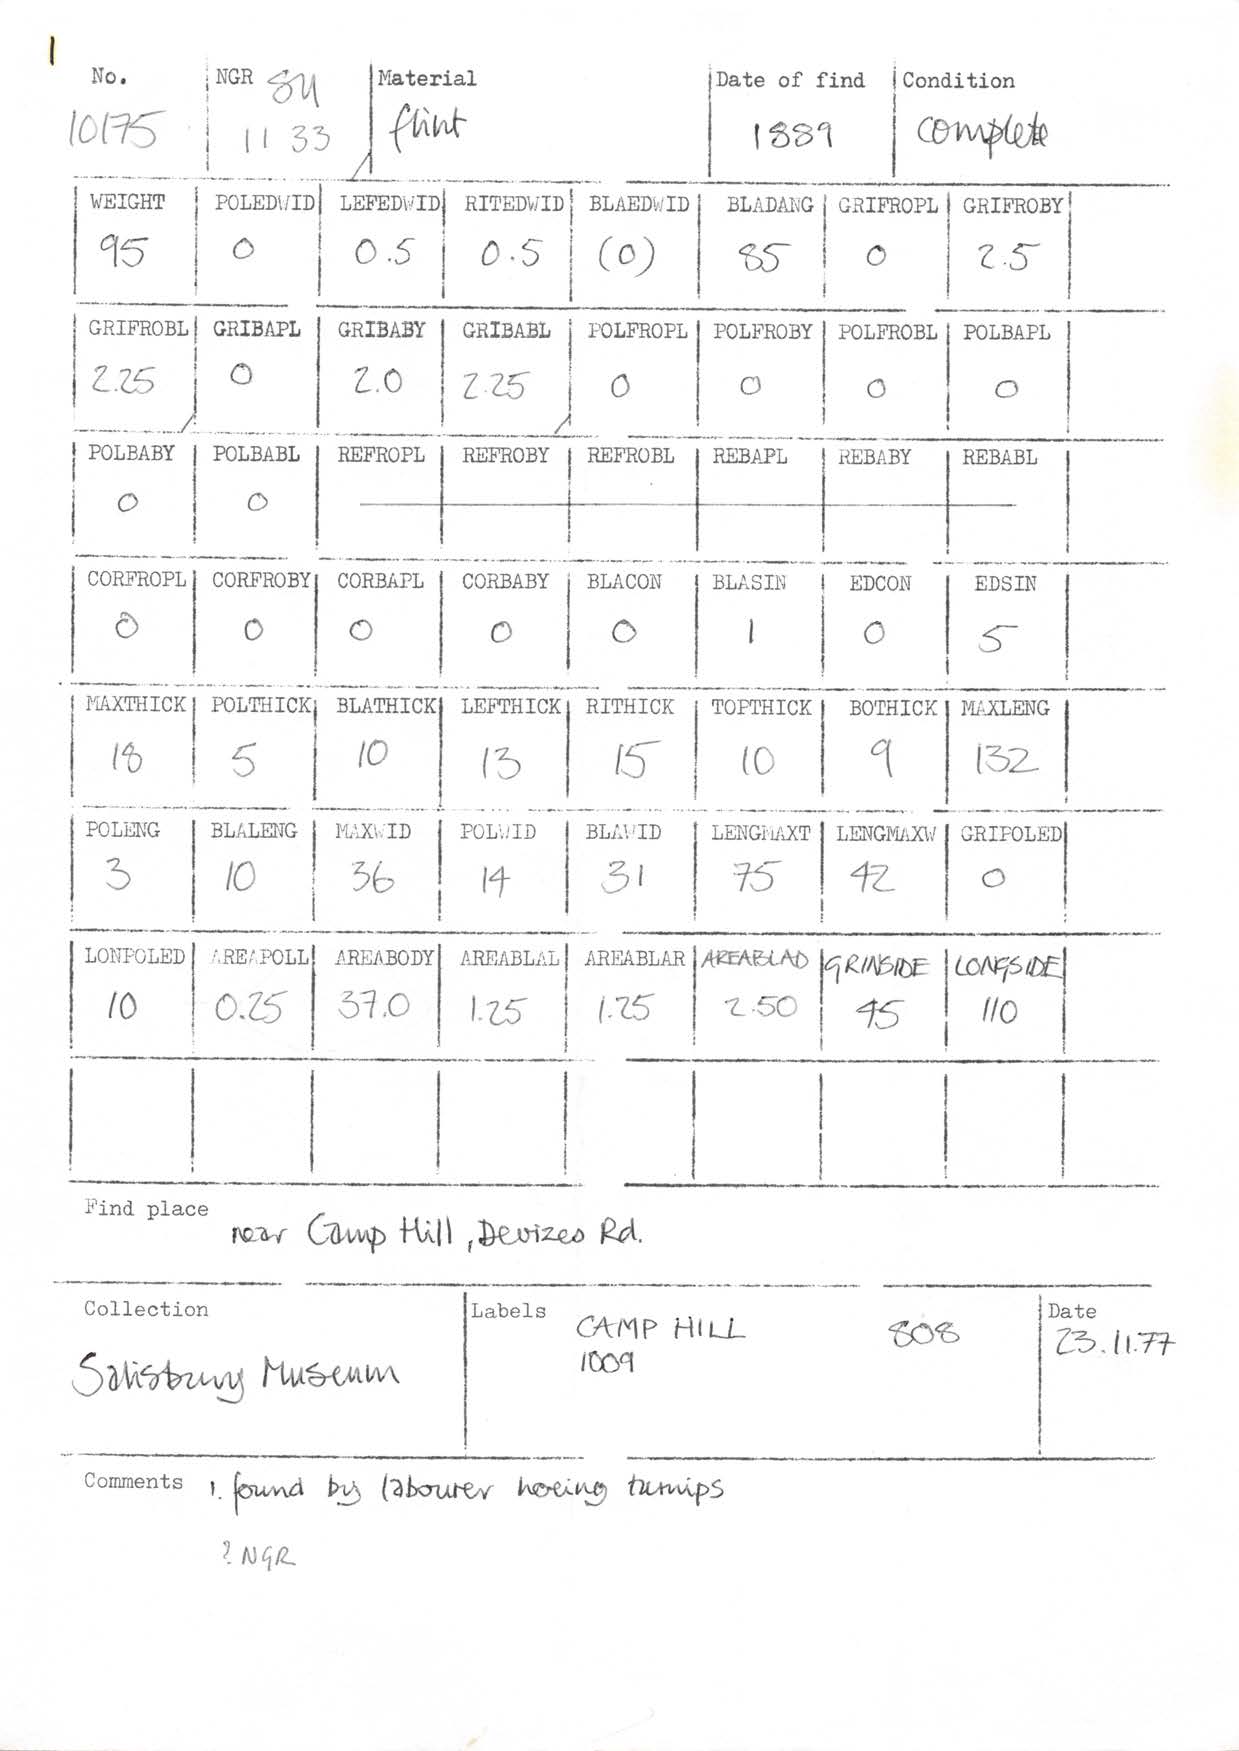 1
No. NGR SU Material Date of find Condition
10175 11 33 flint 1889 complete
WEIGHT POLEDWID LEFEDWID RITEDWID BLAEDWID BLADANG GRIFROPL GRIFROBY
95 0 0.5 0.5 (0) 85 0 2.5
GRIFROBL GRIBAPL GRIBABY GRIBABL POLFROPL POLFROBY POLFROBL POLBAPL
2.25 0 2.0 2.25 0 0 0 0
POLBABY POLBABL REFROPL REFROBY REFROBL REBAPL REBABY REBABL
0 0
CORFROPL CORFROBY CORBAPL CORBABY BLACON BLASIN EDCON EDSIN
0 0 0 0 0 1 0 5
MAXTHICK POLTHICK BLATHICK LEFTHICK RITHICK TOPTHICK BOTHICK MAXLENG
18 5 10 13 15 10 9 132
POLENG BLALENG MAXWID POLWID BLAWID LENGMAXT LENGMAXW GRIPOLED
3 10 36 14 31 75 42 0
LONPOLED AREAPOLL AREABODY AREABLAL AREABLAR AREABLAD GRINSIDE LONGSIDE
10 0.25 37.0 1.25 1.25 2.50 45 110
Find place
near Camp Hill, Devizes Rd.
Collection Labels CAMP HILL 808 Date
Salisbury Museum 1009 23.11.77
Comments 1. found by labourer hoeing turnips
? NGR